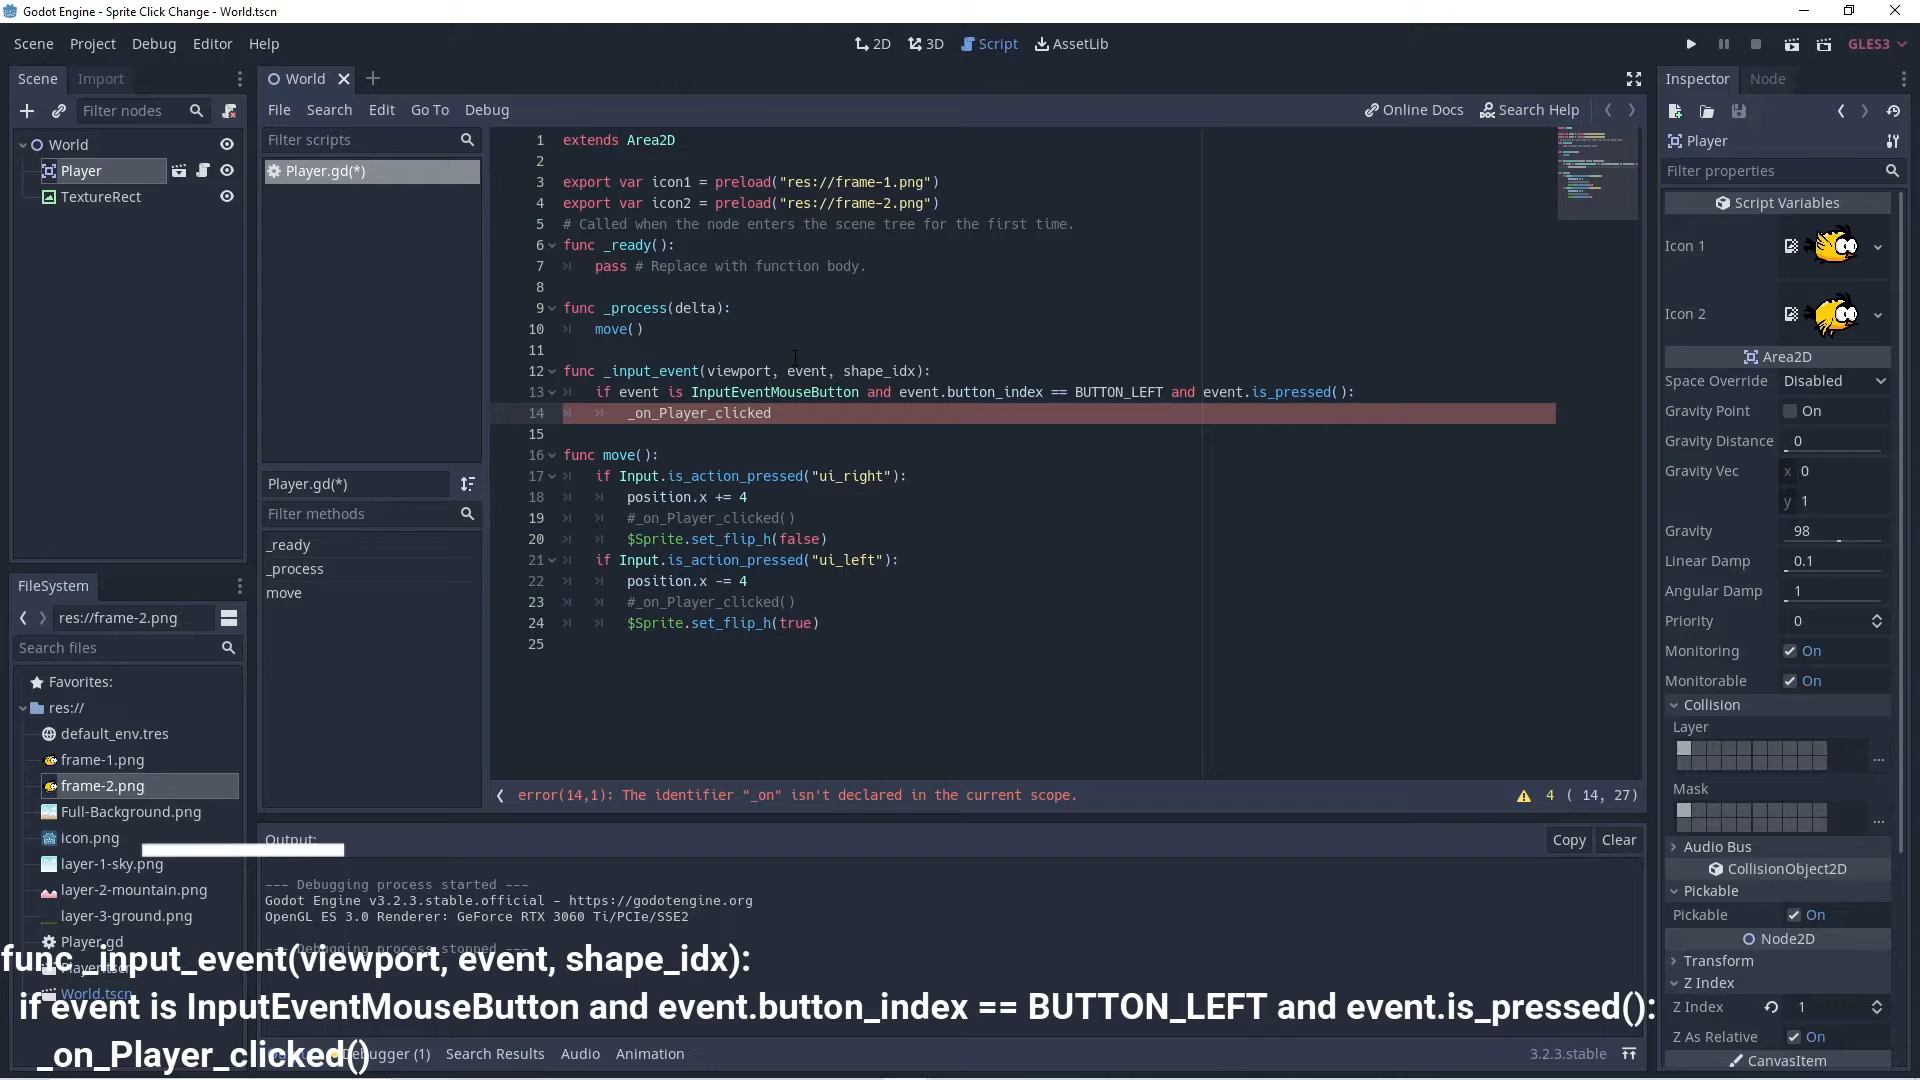 Godot Engine - Sprite Click Change - World.tscn
Scene Project Debug Editor Help
2D 3D Script AssetLib
GLES3
Scene Import
Filter nodes
World
Player
TextureRect
World
File Search Edit Go To Debug
Online Docs Search Help
Filter scripts
Player.gd(*)
Player.gd(*)
Filter methods
_ready
_process
move
1 extends Area2D
2
3 export var icon1 = preload("res://frame-1.png")
4 export var icon2 = preload("res://frame-2.png")
5 # Called when the node enters the scene tree for the first time.
6 func _ready():
7 pass # Replace with function body.
8
9 func _process(delta):
10 move()
11
12 func _input_event(viewport, event, shape_idx):
13 if event is InputEventMouseButton and event.button_index == BUTTON_LEFT and event.is_pressed():
14 _on_Player_clicked
15
16 func move():
17 if Input.is_action_pressed("ui_right"):
18 position.x += 4
19 #_on_Player_clicked()
20 $Sprite.set_flip_h(false)
21 if Input.is_action_pressed("ui_left"):
22 position.x -= 4
23 #_on_Player_clicked()
24 $Sprite.set_flip_h(true)
25
error(14,1): The identifier "_on" isn't declared in the current scope.
4 ( 14, 27)
FileSystem
res://frame-2.png
Search files
Favorites:
res://
default_env.tres
frame-1.png
frame-2.png
Full-Background.png
icon.png
layer-1-sky.png
layer-2-mountain.png
layer-3-ground.png
Player.gd
Player.tscn
World.tscn
Output:
Copy Clear
--- Debugging process started ---
Godot Engine v3.2.3.stable.official - https://godotengine.org
OpenGL ES 3.0 Renderer: GeForce RTX 3060 Ti/PCIe/SSE2
--- Debugging process stopped ---
Debugger (1) Search Results Audio Animation
3.2.3.stable
Inspector Node
Player
Filter properties
Script Variables
Icon 1
Icon 2
Area2D
Space Override Disabled
Gravity Point On
Gravity Distance 0
Gravity Vec x 0
y 1
Gravity 98
Linear Damp 0.1
Angular Damp 1
Priority 0
Monitoring On
Monitorable On
Collision
Layer
...
Mask
...
Audio Bus
CollisionObject2D
Pickable
Pickable On
Node2D
Transform
Z Index
Z Index 1
Z As Relative On
CanvasItem
func _input_event(viewport, event, shape_idx):
if event is InputEventMouseButton and event.button_index == BUTTON_LEFT and event.is_pressed():
_on_Player_clicked()